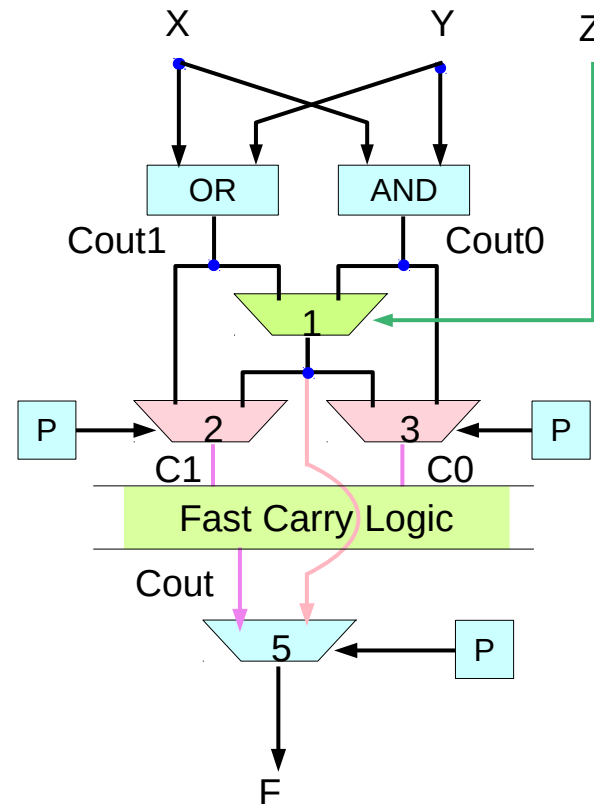 X Y Z
OR AND
Cout1 Cout0
1
P 2 3 P
C1 C0
Fast Carry Logic
Cout
5 P
F